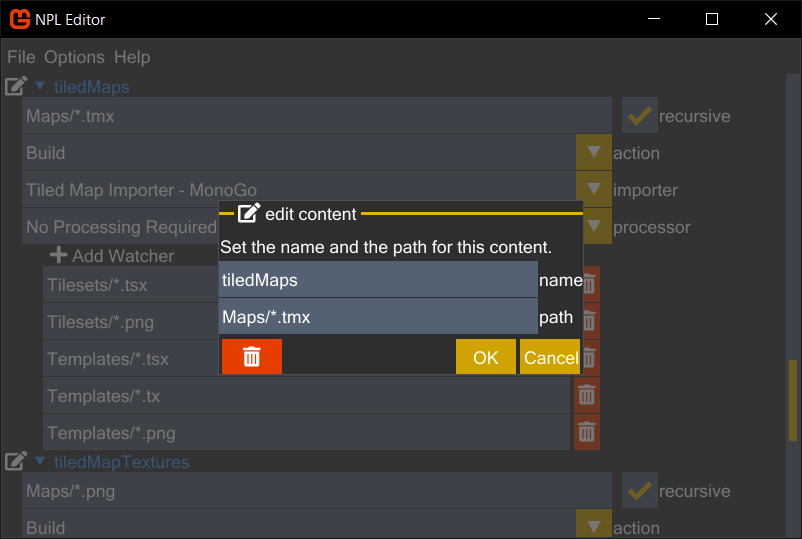 NPL Editor
File Options Help
tiledMaps
Maps/*.tmx recursive
Build action
Tiled Map Importer - MonoGo importer
No Processing Required processor
edit content
Set the name and the path for this content.
tiledMaps name
Maps/*.tmx path
OK Cancel
Add Watcher
Tilesets/*.tsx
Tilesets/*.png
Templates/*.tsx
Templates/*.tx
Templates/*.png
tiledMapTextures
Maps/*.png recursive
Build action